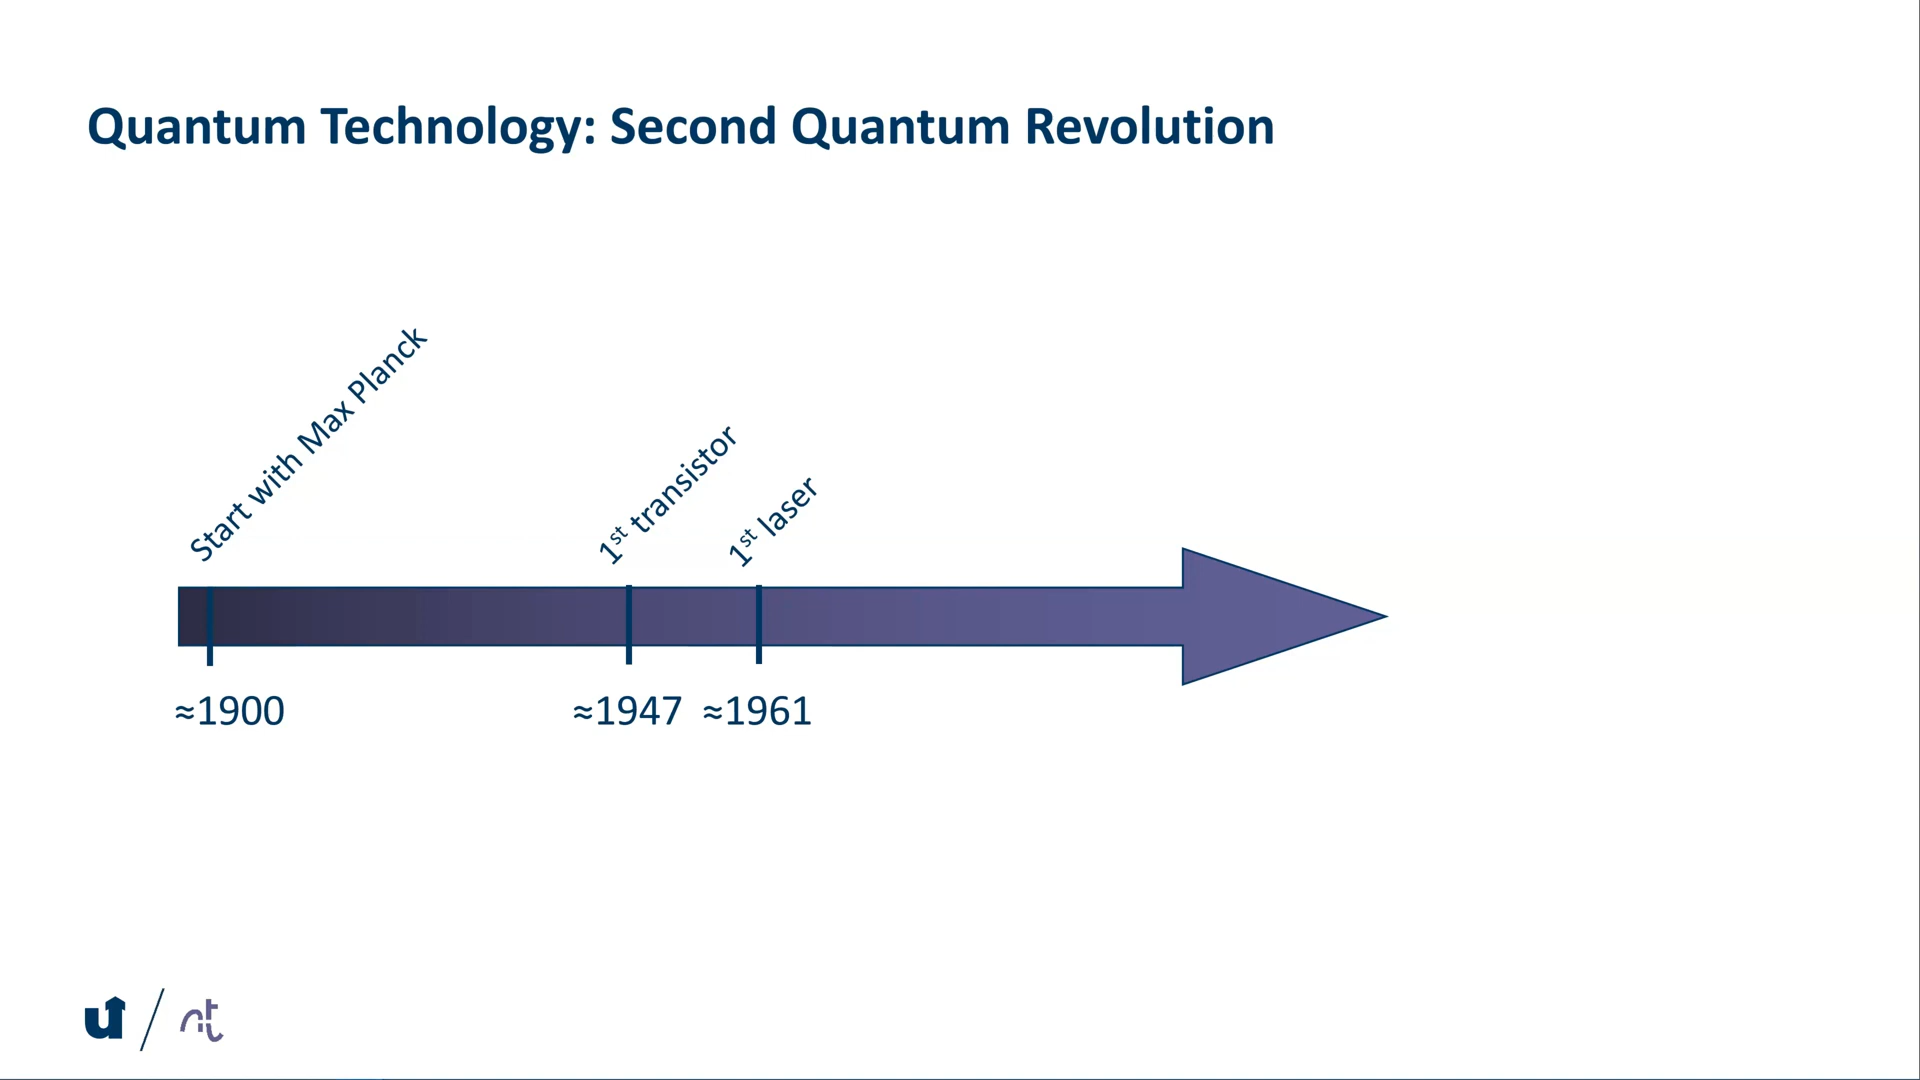 Quantum Technology: Second Quantum Revolution
Start with Max Planck
1st transistor
1st laser
≈1900
≈1947
≈1961